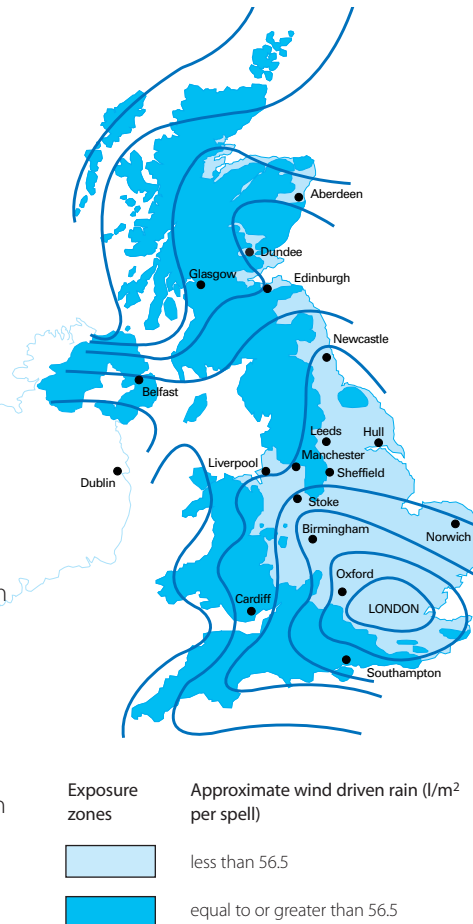 Aberdeen
Dundee
Glasgow
Edinburgh
Newcastle
Belfast
Leeds
Hull
Manchester
Liverpool
Sheffield
Dublin
Stoke
Norwich
Birmingham
Oxford
Cardiff
LONDON
Southampton
Exposure
zones
Approximate wind driven rain (l/m²
per spell)
less than 56.5
equal to or greater than 56.5